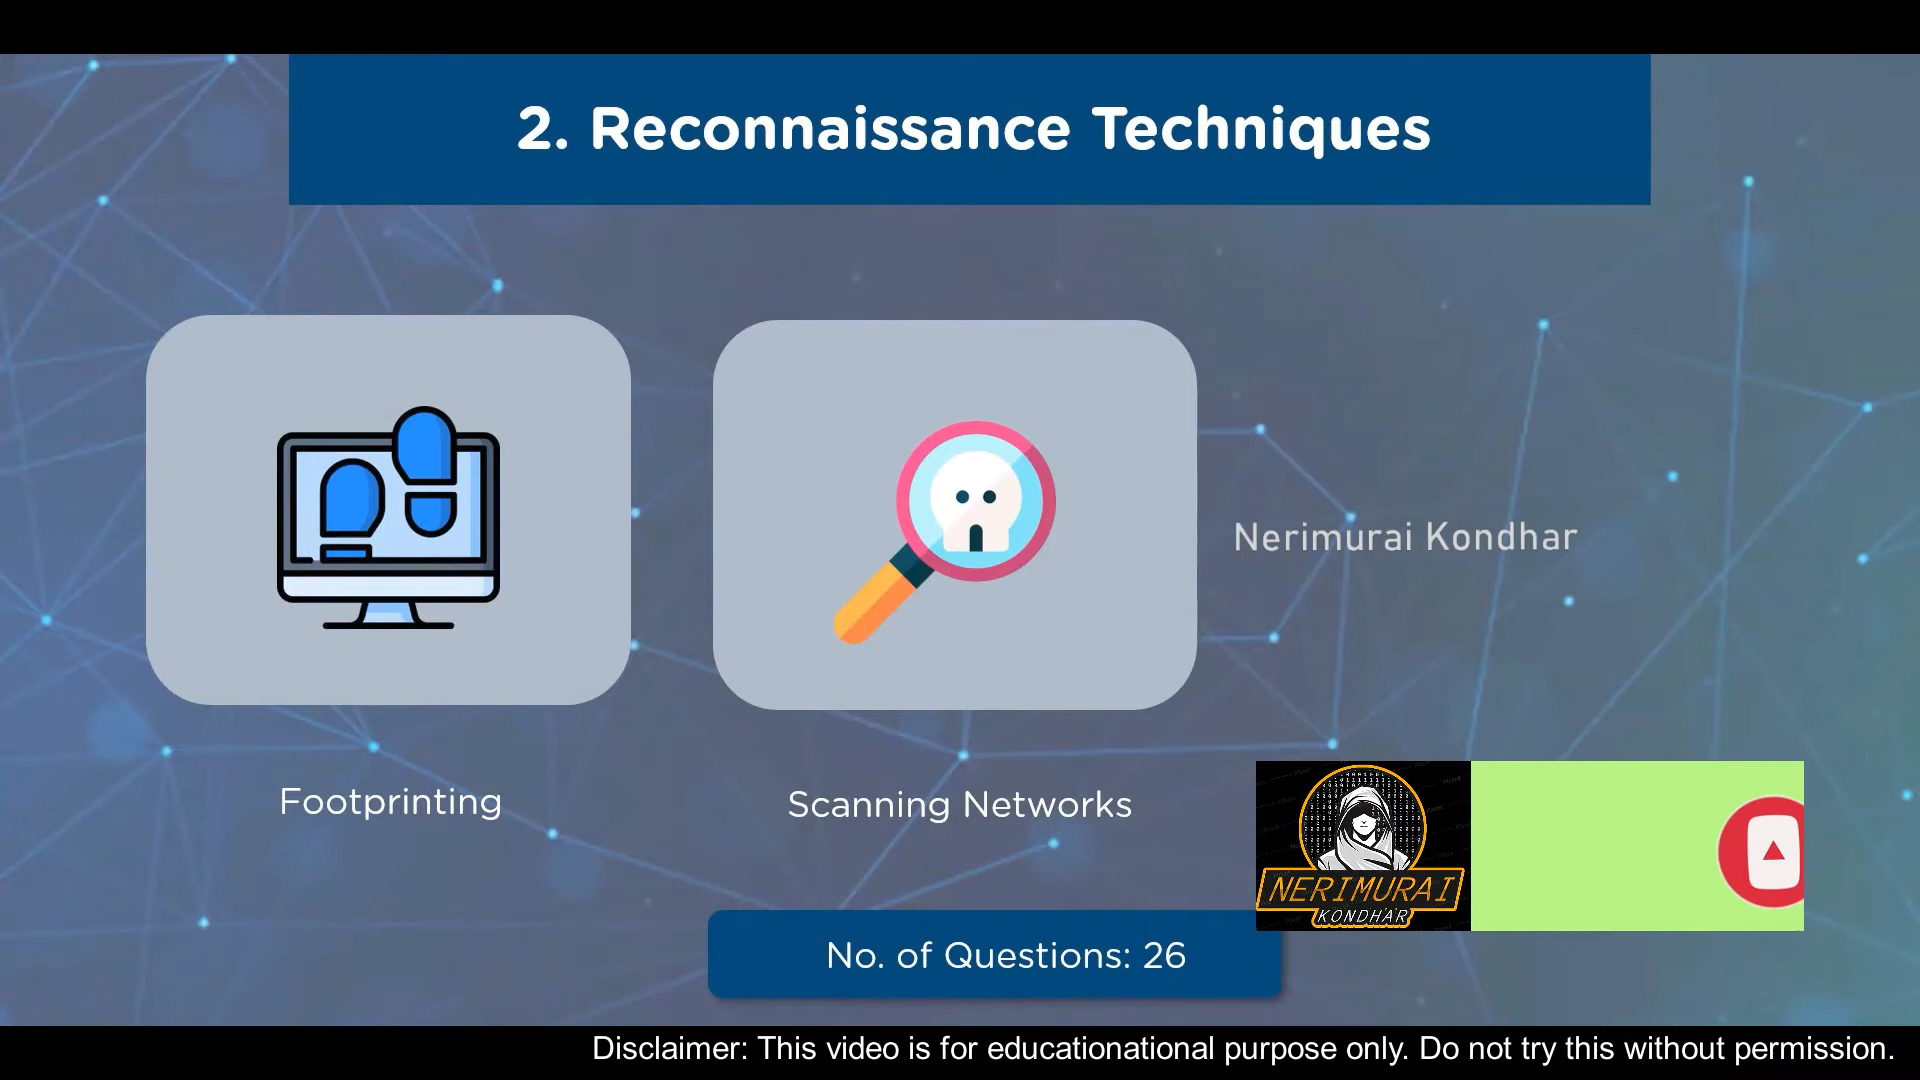 2. Reconnaissance Techniques
Nerimurai Kondhar
Footprinting
Scanning Networks
NERIMURAI
KONDHAR
No. of Questions: 26
Disclaimer: This video is for educationational purpose only. Do not try this without permission.